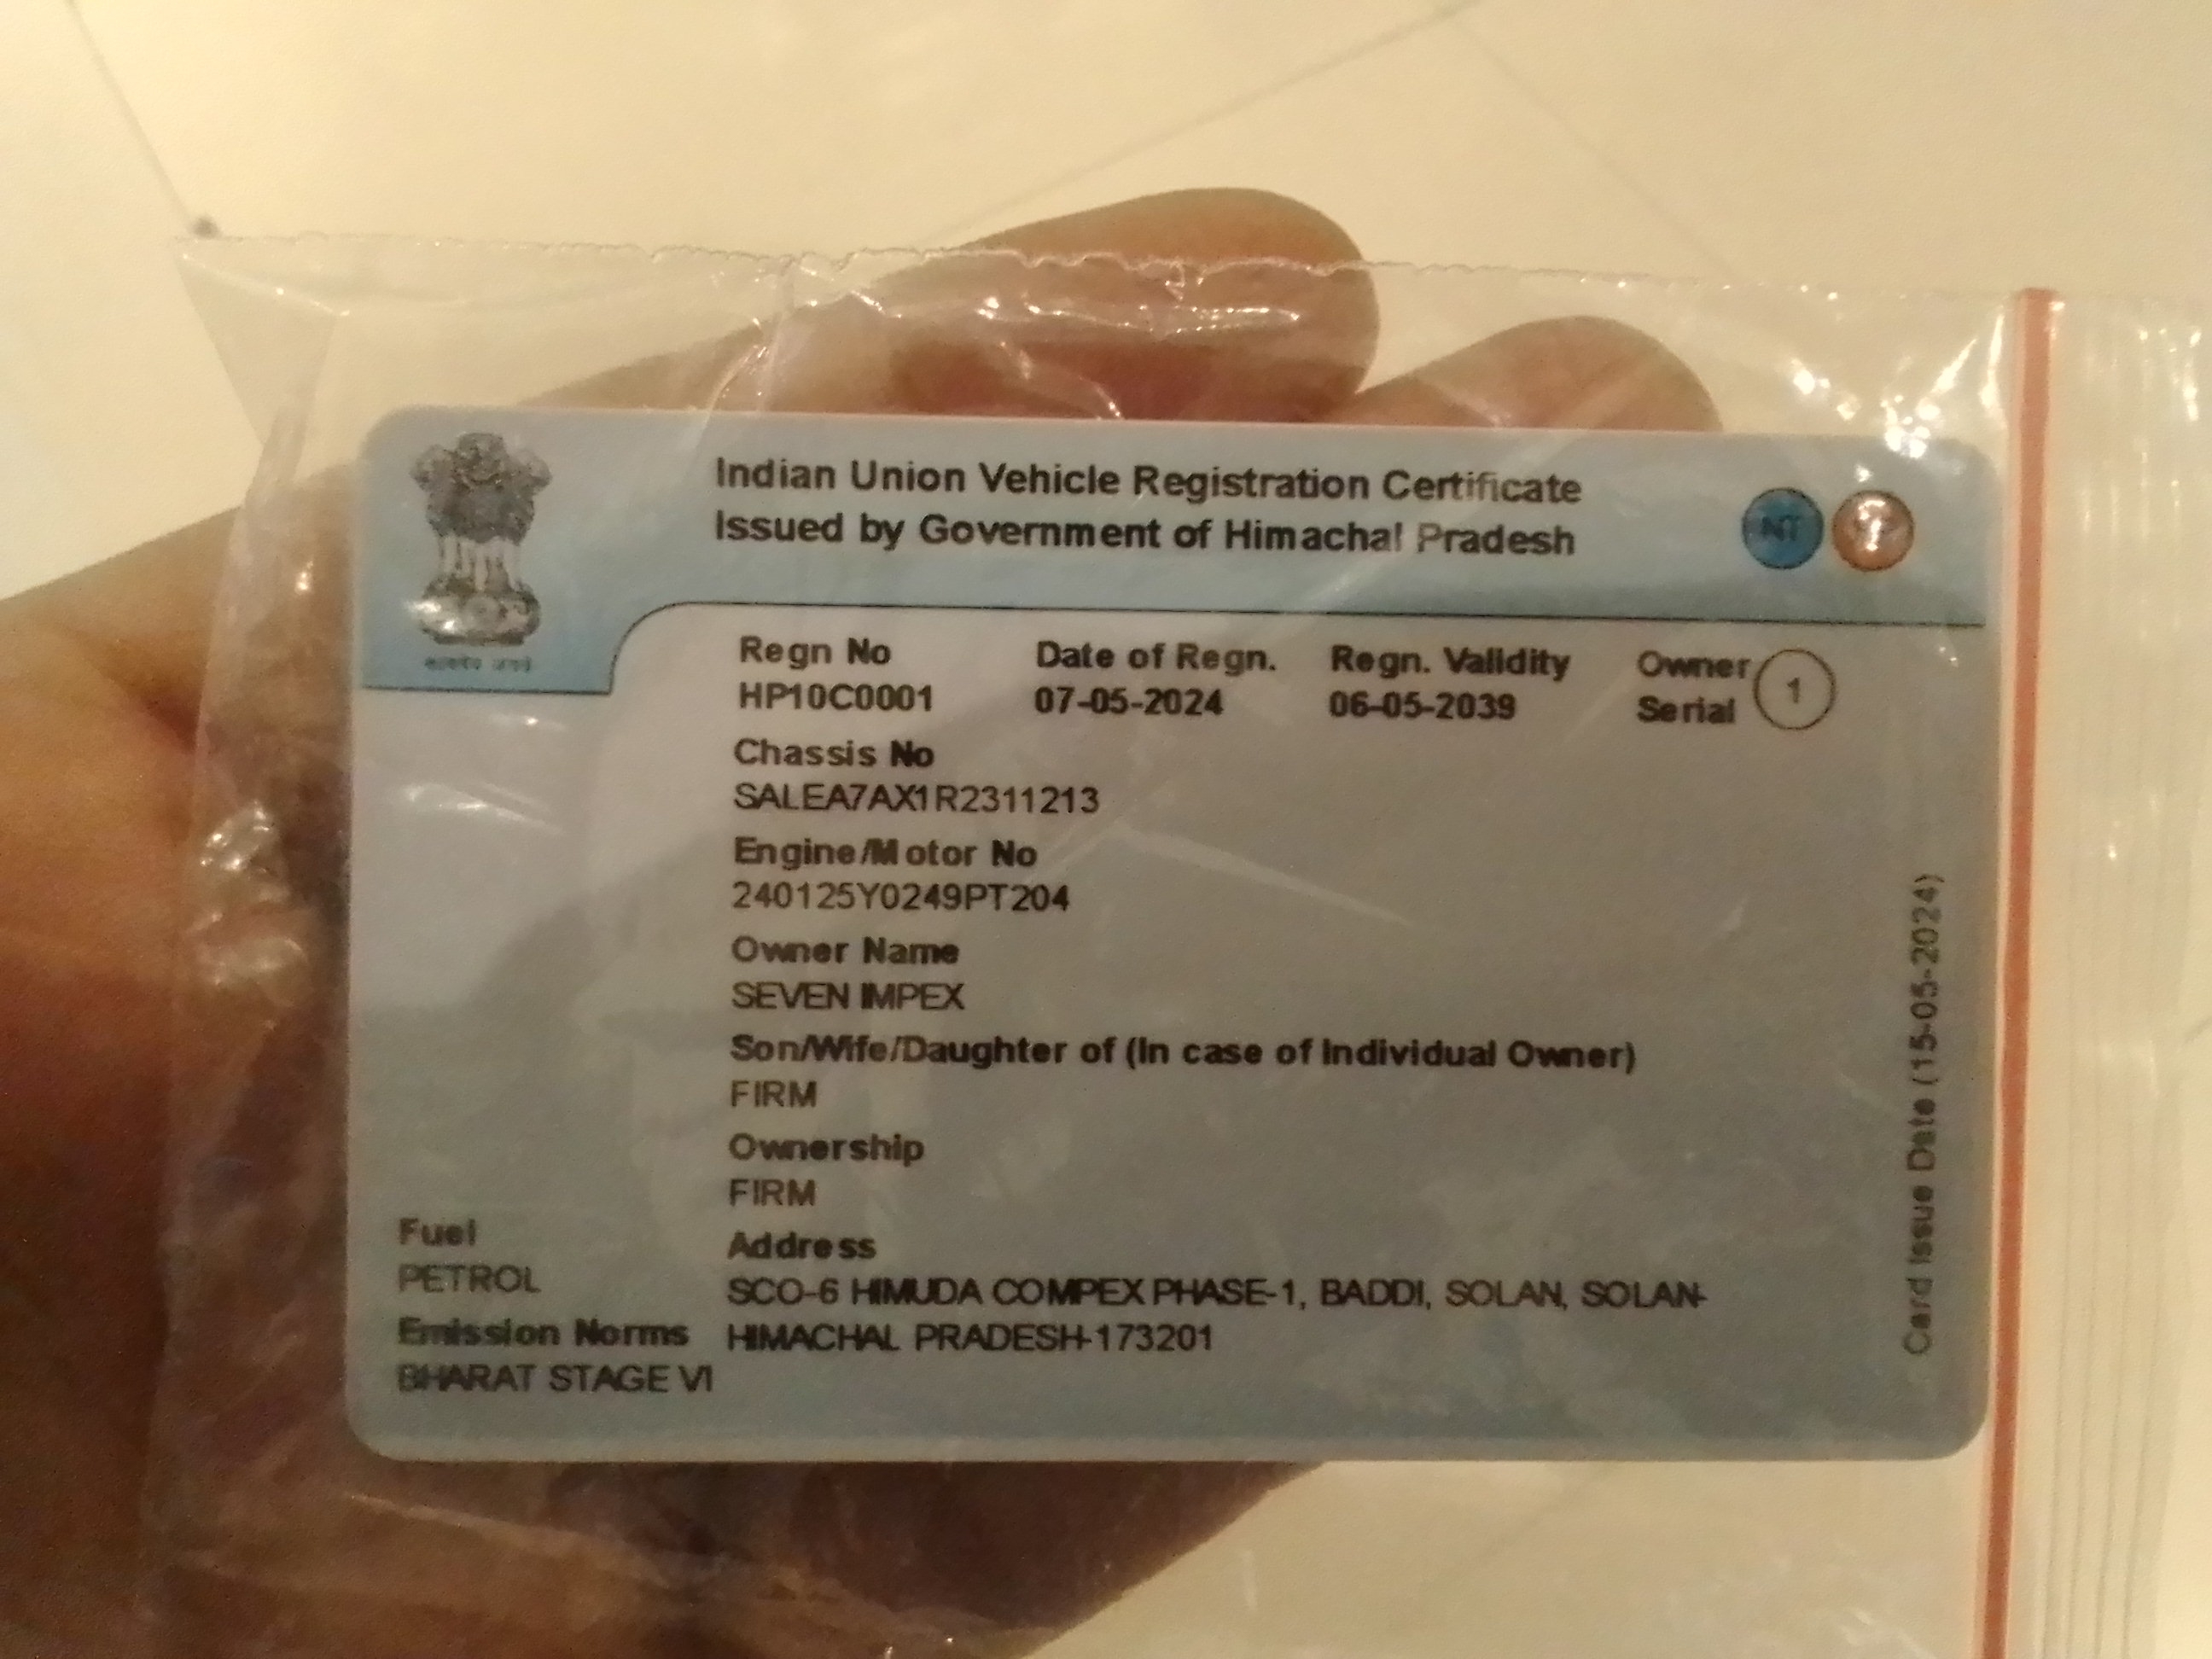 Indian Union Vehicle Registration Certificate
Issued by Government of Himachal Pradesh
NT
Regn No Date of Regn. Regn. Validity Owner Serial 1
HP10C0001 07-05-2024 06-05-2039
Chassis No
SALEA7AX1R2311213
Engine/Motor No
240125Y0249PT204
Owner Name
SEVEN IMPEX
Son/Wife/Daughter of (In case of Individual Owner)
FIRM
Ownership
FIRM
Fuel
PETROL
Emission Norms
BHARAT STAGE VI
Address
SCO-6 HIMUDA COMPEX PHASE-1, BADDI, SOLAN, SOLAN-
HIMACHAL PRADESH-173201
Card Issue Date (15-05-2024)